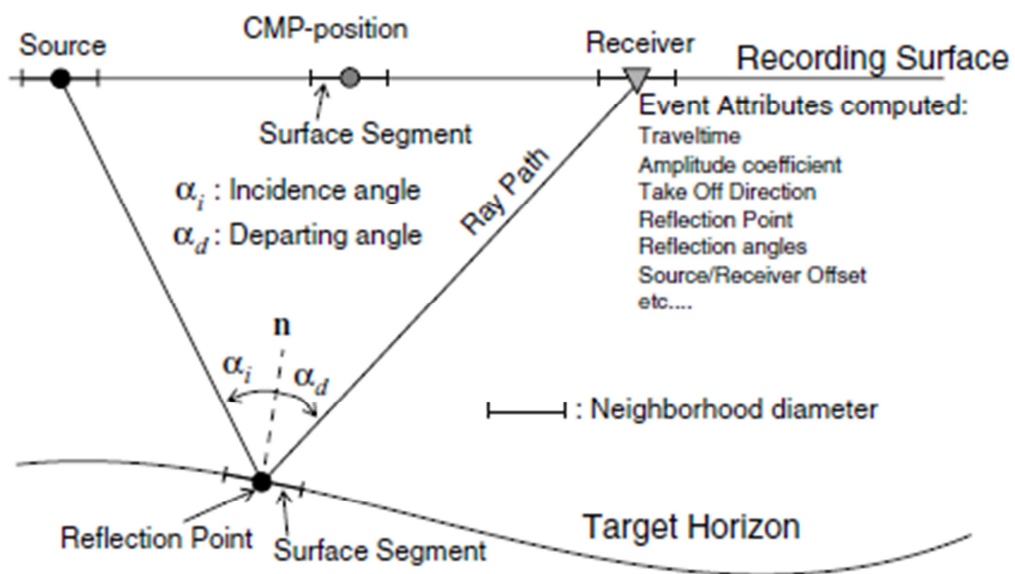 Source
CMP-position
Receiver
Recording Surface
Surface Segment
Event Attributes computed:
Traveltime
Amplitude coefficient
Take Off Direction
Reflection Point
Reflection angles
Source/Receiver Offset
etc....
αi : Incidence angle
αd : Departing angle
Ray Path
n
αi
αd
: Neighborhood diameter
Reflection Point
Surface Segment
Target Horizon